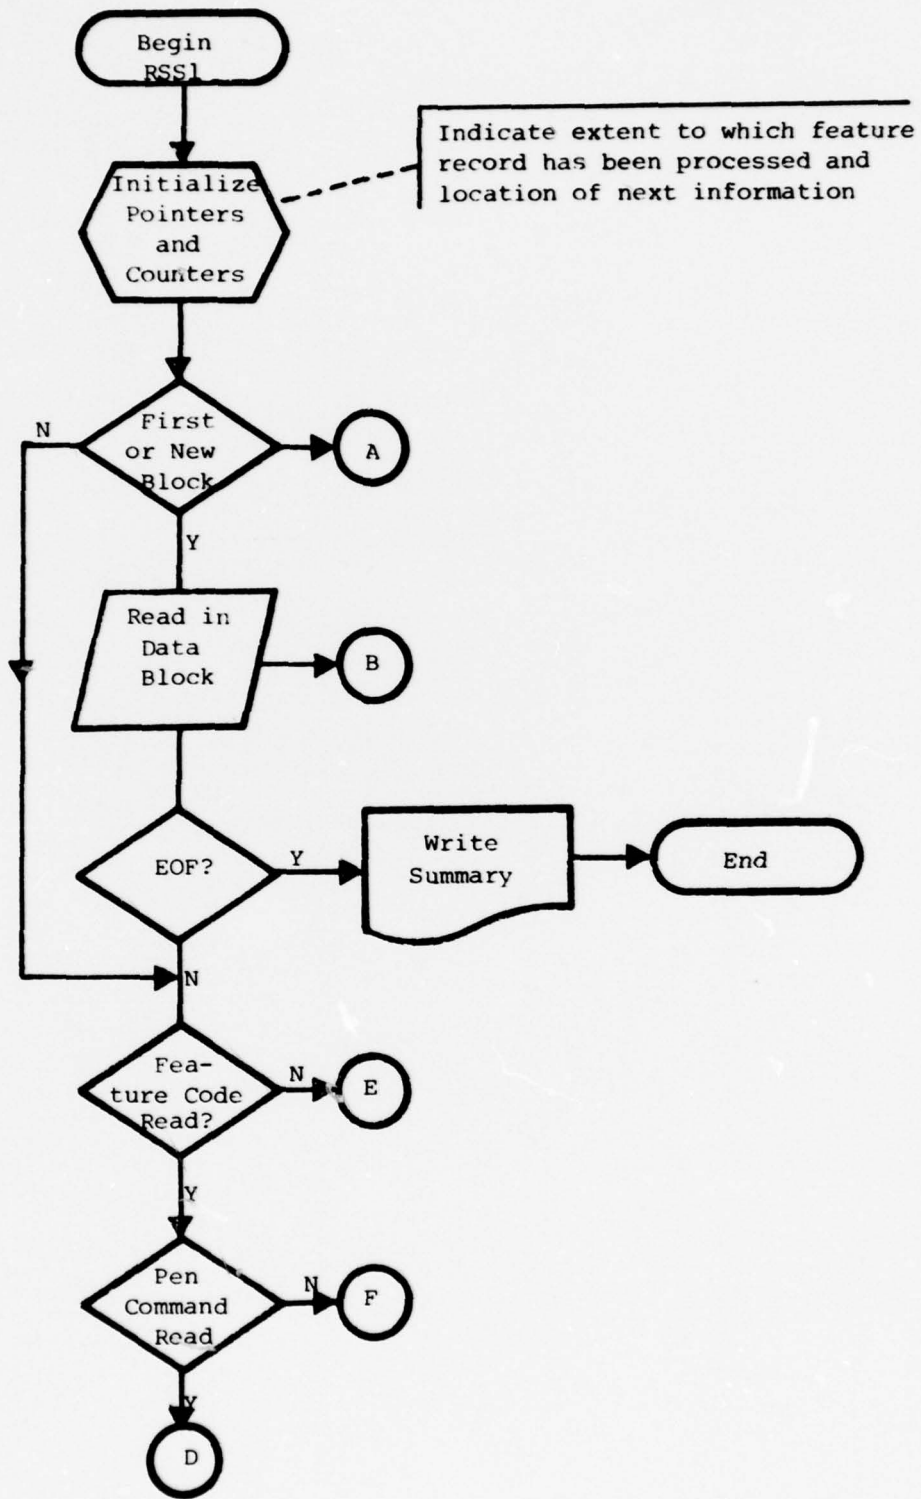 Begin
RSS1
Indicate extent to which feature
record has been processed and
location of next information
Initialize
Pointers
and
Counters
N
First
or New
Block
A
Y
Read in
Data
Block
B
EOF?
Y
Write
Summary
End
N
Fea-
ture Code
Read?
N
E
Y
Pen
Command
Read
N
F
Y
D